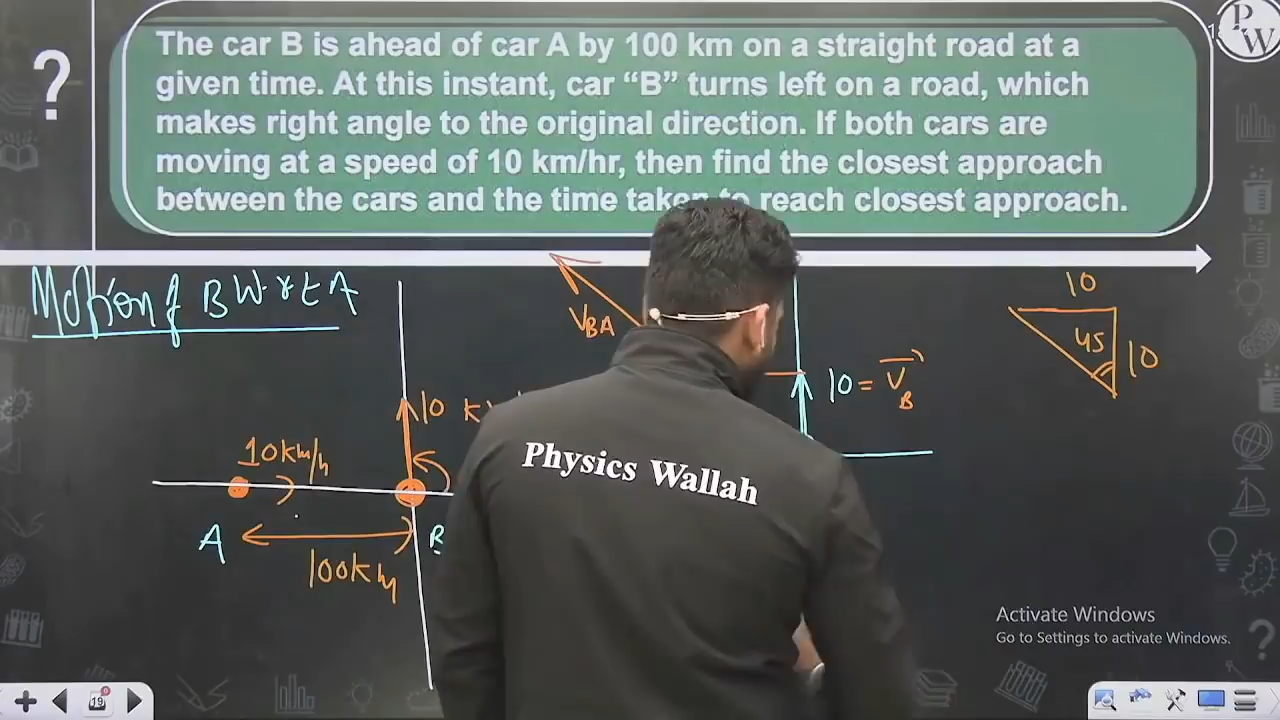 ?
The car B is ahead of car A by 100 km on a straight road at a
given time. At this instant, car “B” turns left on a road, which
makes right angle to the original direction. If both cars are
moving at a speed of 10 km/hr, then find the closest approach
between the cars and the time taken to reach closest approach.
P
W
Motion of B w.r.t A
VBA
10
45
10
10 = VB
10
10km/h
A
B
100km
Physics Wallah
Activate Windows
Go to Settings to activate Windows.
?
19